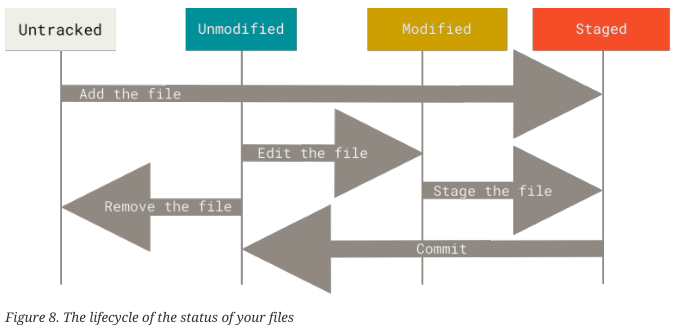 Untracked
Unmodified
Modified
Staged
Add the file
Edit the file
Stage the file
Remove the file
Commit
Figure 8. The lifecycle of the status of your files